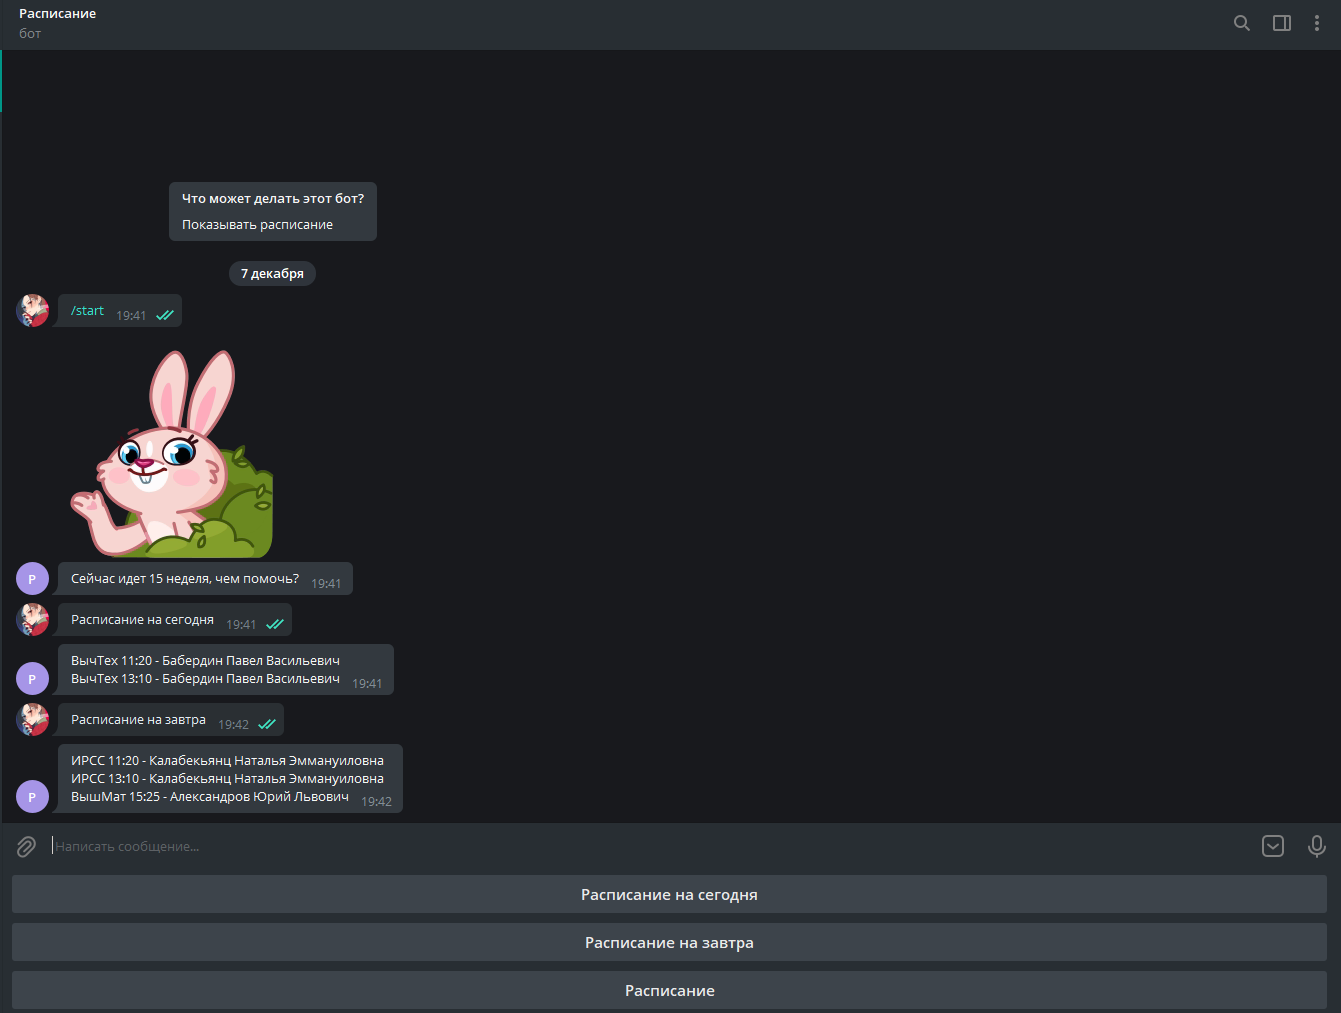 Расписание
бот
Что может делать этот бот?
Показывать расписание
7 декабря
/start 19:41
P
Сейчас идет 15 неделя, чем помочь? 19:41
Расписание на сегодня 19:41
ВычТех 11:20 - Бабердин Павел Васильевич
ВычТех 13:10 - Бабердин Павел Васильевич 19:41
P
Расписание на завтра 19:42
ИРСС 11:20 - Калабекьянц Наталья Эммануиловна
ИРСС 13:10 - Калабекьянц Наталья Эммануиловна
ВышМат 15:25 - Александров Юрий Львович 19:42
P
Написать сообщение...
Расписание на сегодня
Расписание на завтра
Расписание